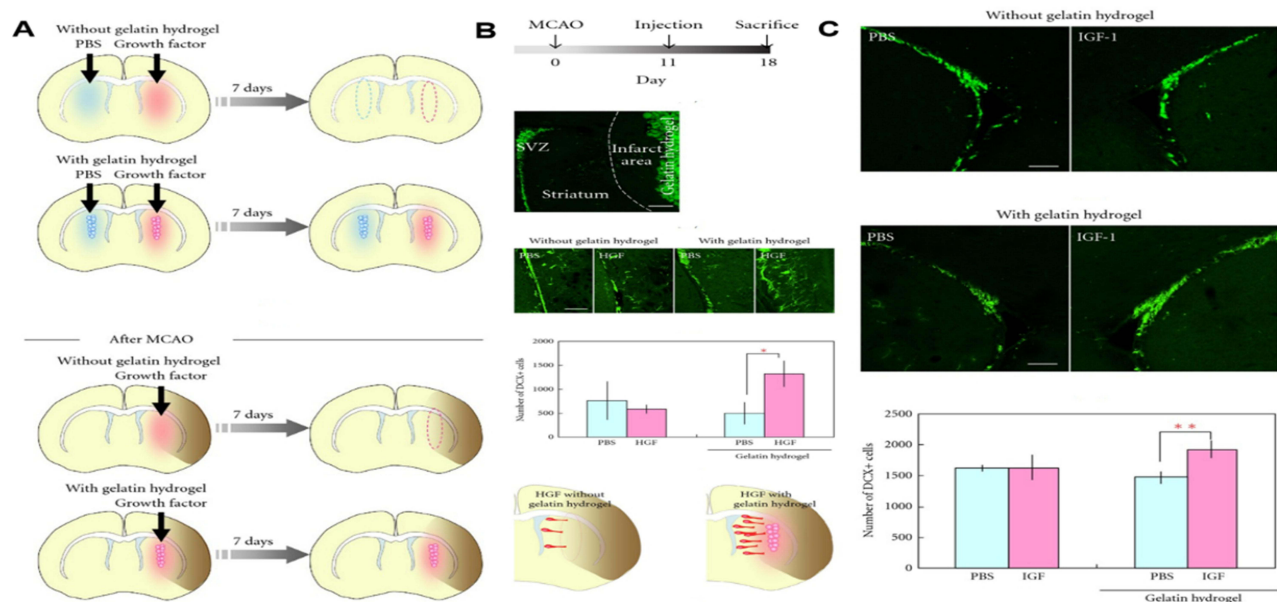 A
Without gelatin hydrogel
PBS Growth factor
7 days
With gelatin hydrogel
PBS Growth factor
7 days
After MCAO
Without gelatin hydrogel
Growth factor
7 days
With gelatin hydrogel
Growth factor
7 days
B
MCAO Injection Sacrifice
0 11 18
Day
SVZ
Infarct
area
Striatum
Gelatin hydrogel
Without gelatin hydrogel With gelatin hydrogel
PBS HGF PBS HGF
Number of DCX+ cells
2000
1500
1000
500
0
*
PBS HGF PBS HGF
Gelatin hydrogel
HGF without
gelatin hydrogel
HGF with
gelatin hydrogel
C
Without gelatin hydrogel
PBS IGF-1
With gelatin hydrogel
PBS IGF-1
Number of DCX+ cells
2500
2000
1500
1000
500
0
**
PBS IGF PBS IGF
Gelatin hydrogel